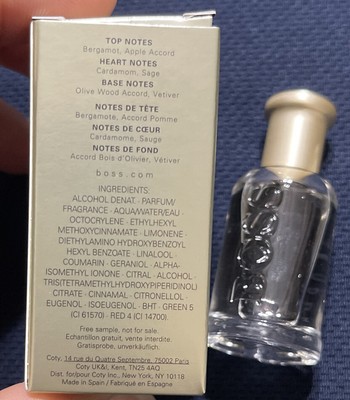 TOP NOTES
Bergamot, Apple Accord
HEART NOTES
Cardamom, Sage
BASE NOTES
Olive Wood Accord, Vetiver
NOTES DE TÊTE
Bergamote, Accord Pomme
NOTES DE CŒUR
Cardamome, Sauge
NOTES DE FOND
Accord Bois d'Olivier, Vétiver
boss.com
INGREDIENTS:
ALCOHOL DENAT. · PARFUM/
FRAGRANCE · AQUA/WATER/EAU ·
OCTOCRYLENE · ETHYLHEXYL
METHOXYCINNAMATE · LIMONENE ·
DIETHYLAMINO HYDROXYBENZOYL
HEXYL BENZOATE · LINALOOL ·
COUMARIN · GERANIOL · ALPHA-
ISOMETHYL IONONE · CITRAL · ALCOHOL ·
TRIS(TETRAMETHYLHYDROXYPIPERIDINOL)
CITRATE · CINNAMAL · CITRONELLOL ·
EUGENOL · ISOEUGENOL · BHT · GREEN 5
(CI 61570) · RED 4 (CI 14700).
Free sample, not for sale.
Échantillon gratuit, vente interdite
Gratisprobe, unverkäuflich.
Coty, 14 rue du Quatre Septembre, 75002 Paris
Coty UK&I, Kent, TN25 4AQ
Dist. for/pour Coty Inc., New York, NY 10118
Made in Spain / Fabriqué en Espagne
BOSS